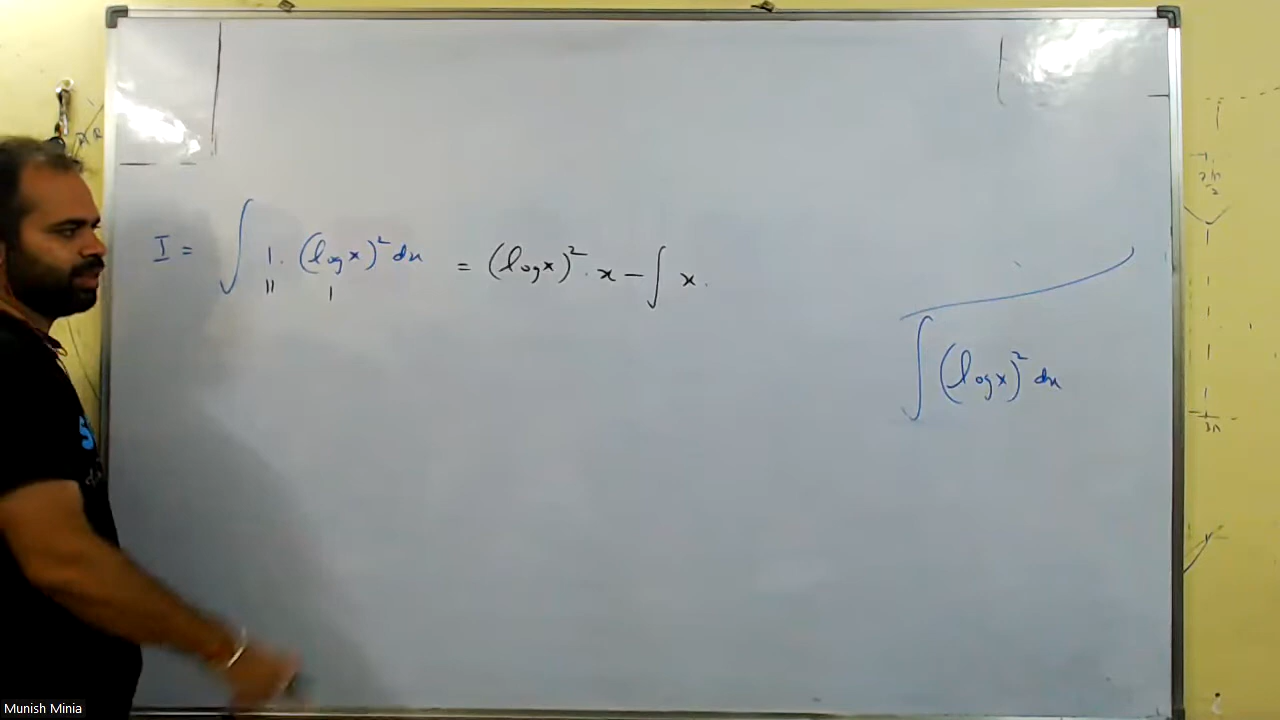 I = ∫ 1. (log x)² dx = (log x)² . x − ∫ x .
II I
∫ (log x)² dx
Munish Minia